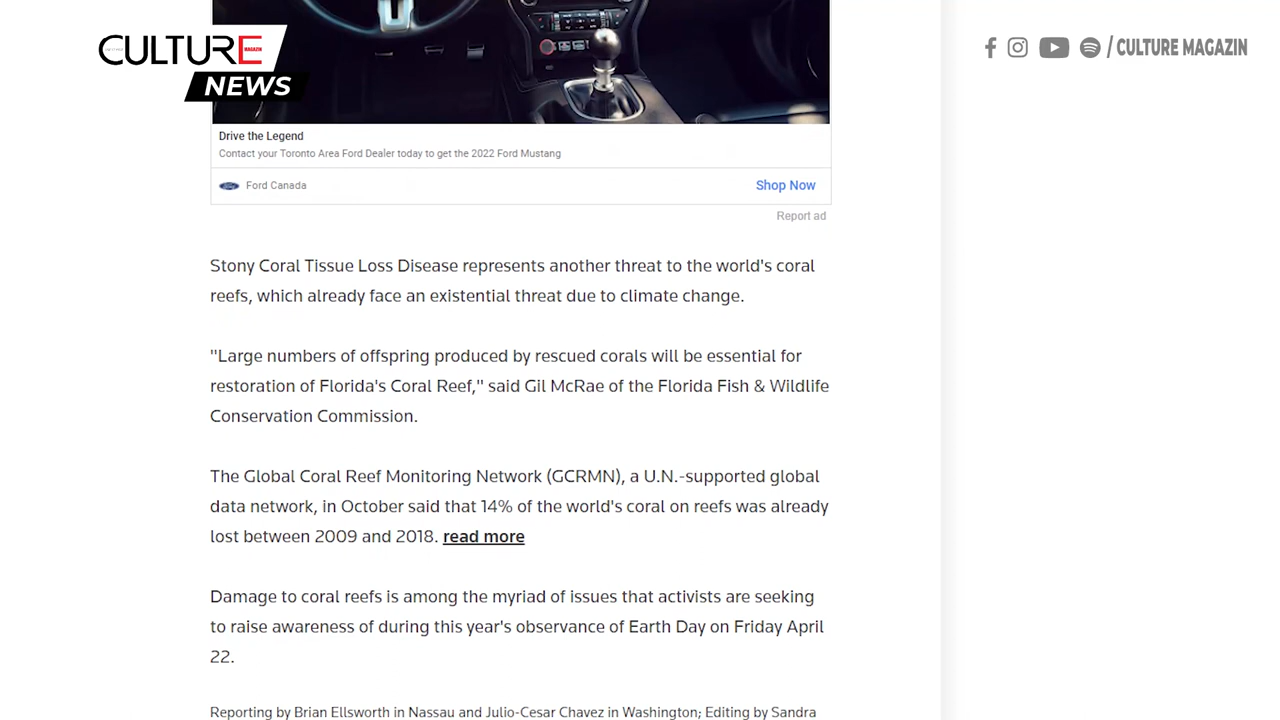 CULTURE
MAGAZIN
NEWS
/ CULTURE MAGAZIN
Drive the Legend
Contact your Toronto Area Ford Dealer today to get the 2022 Ford Mustang
Ford Canada
Shop Now
Report ad
Stony Coral Tissue Loss Disease represents another threat to the world's coral
reefs, which already face an existential threat due to climate change.
"Large numbers of offspring produced by rescued corals will be essential for
restoration of Florida's Coral Reef," said Gil McRae of the Florida Fish & Wildlife
Conservation Commission.
The Global Coral Reef Monitoring Network (GCRMN), a U.N.-supported global
data network, in October said that 14% of the world's coral on reefs was already
lost between 2009 and 2018. read more
Damage to coral reefs is among the myriad of issues that activists are seeking
to raise awareness of during this year's observance of Earth Day on Friday April
22.
Reporting by Brian Ellsworth in Nassau and Julio-Cesar Chavez in Washington; Editing by Sandra